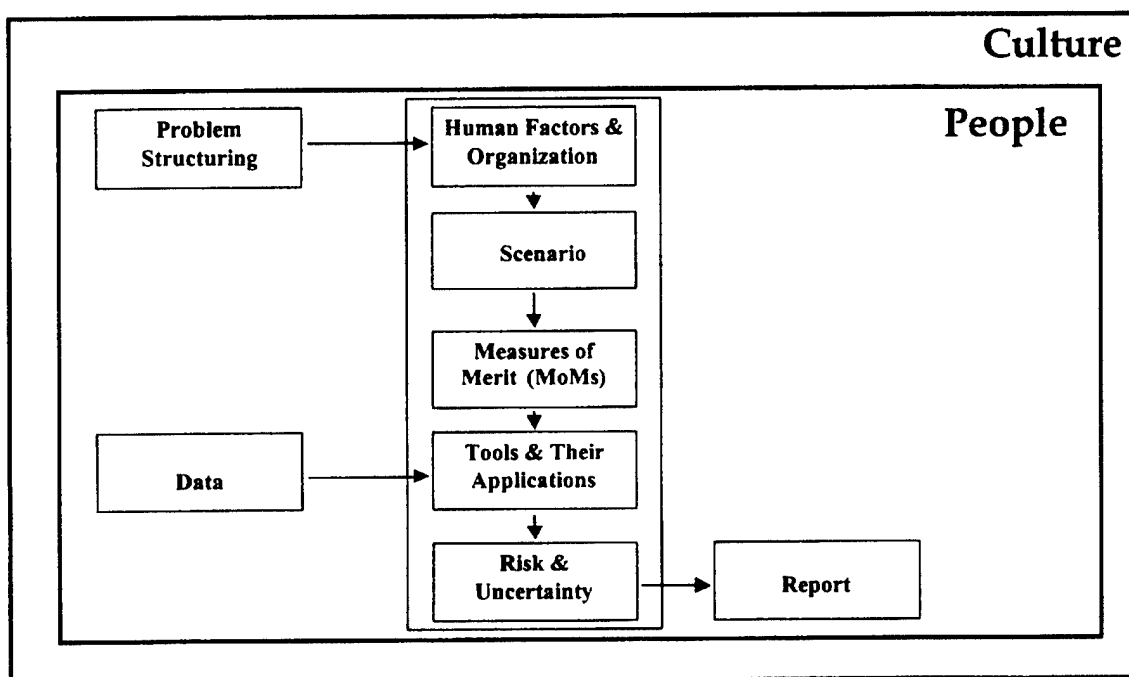 Culture
People
Problem
Structuring
Human Factors &
Organization
Scenario
Measures of
Merit (MoMs)
Data
Tools & Their
Applications
Risk &
Uncertainty
Report